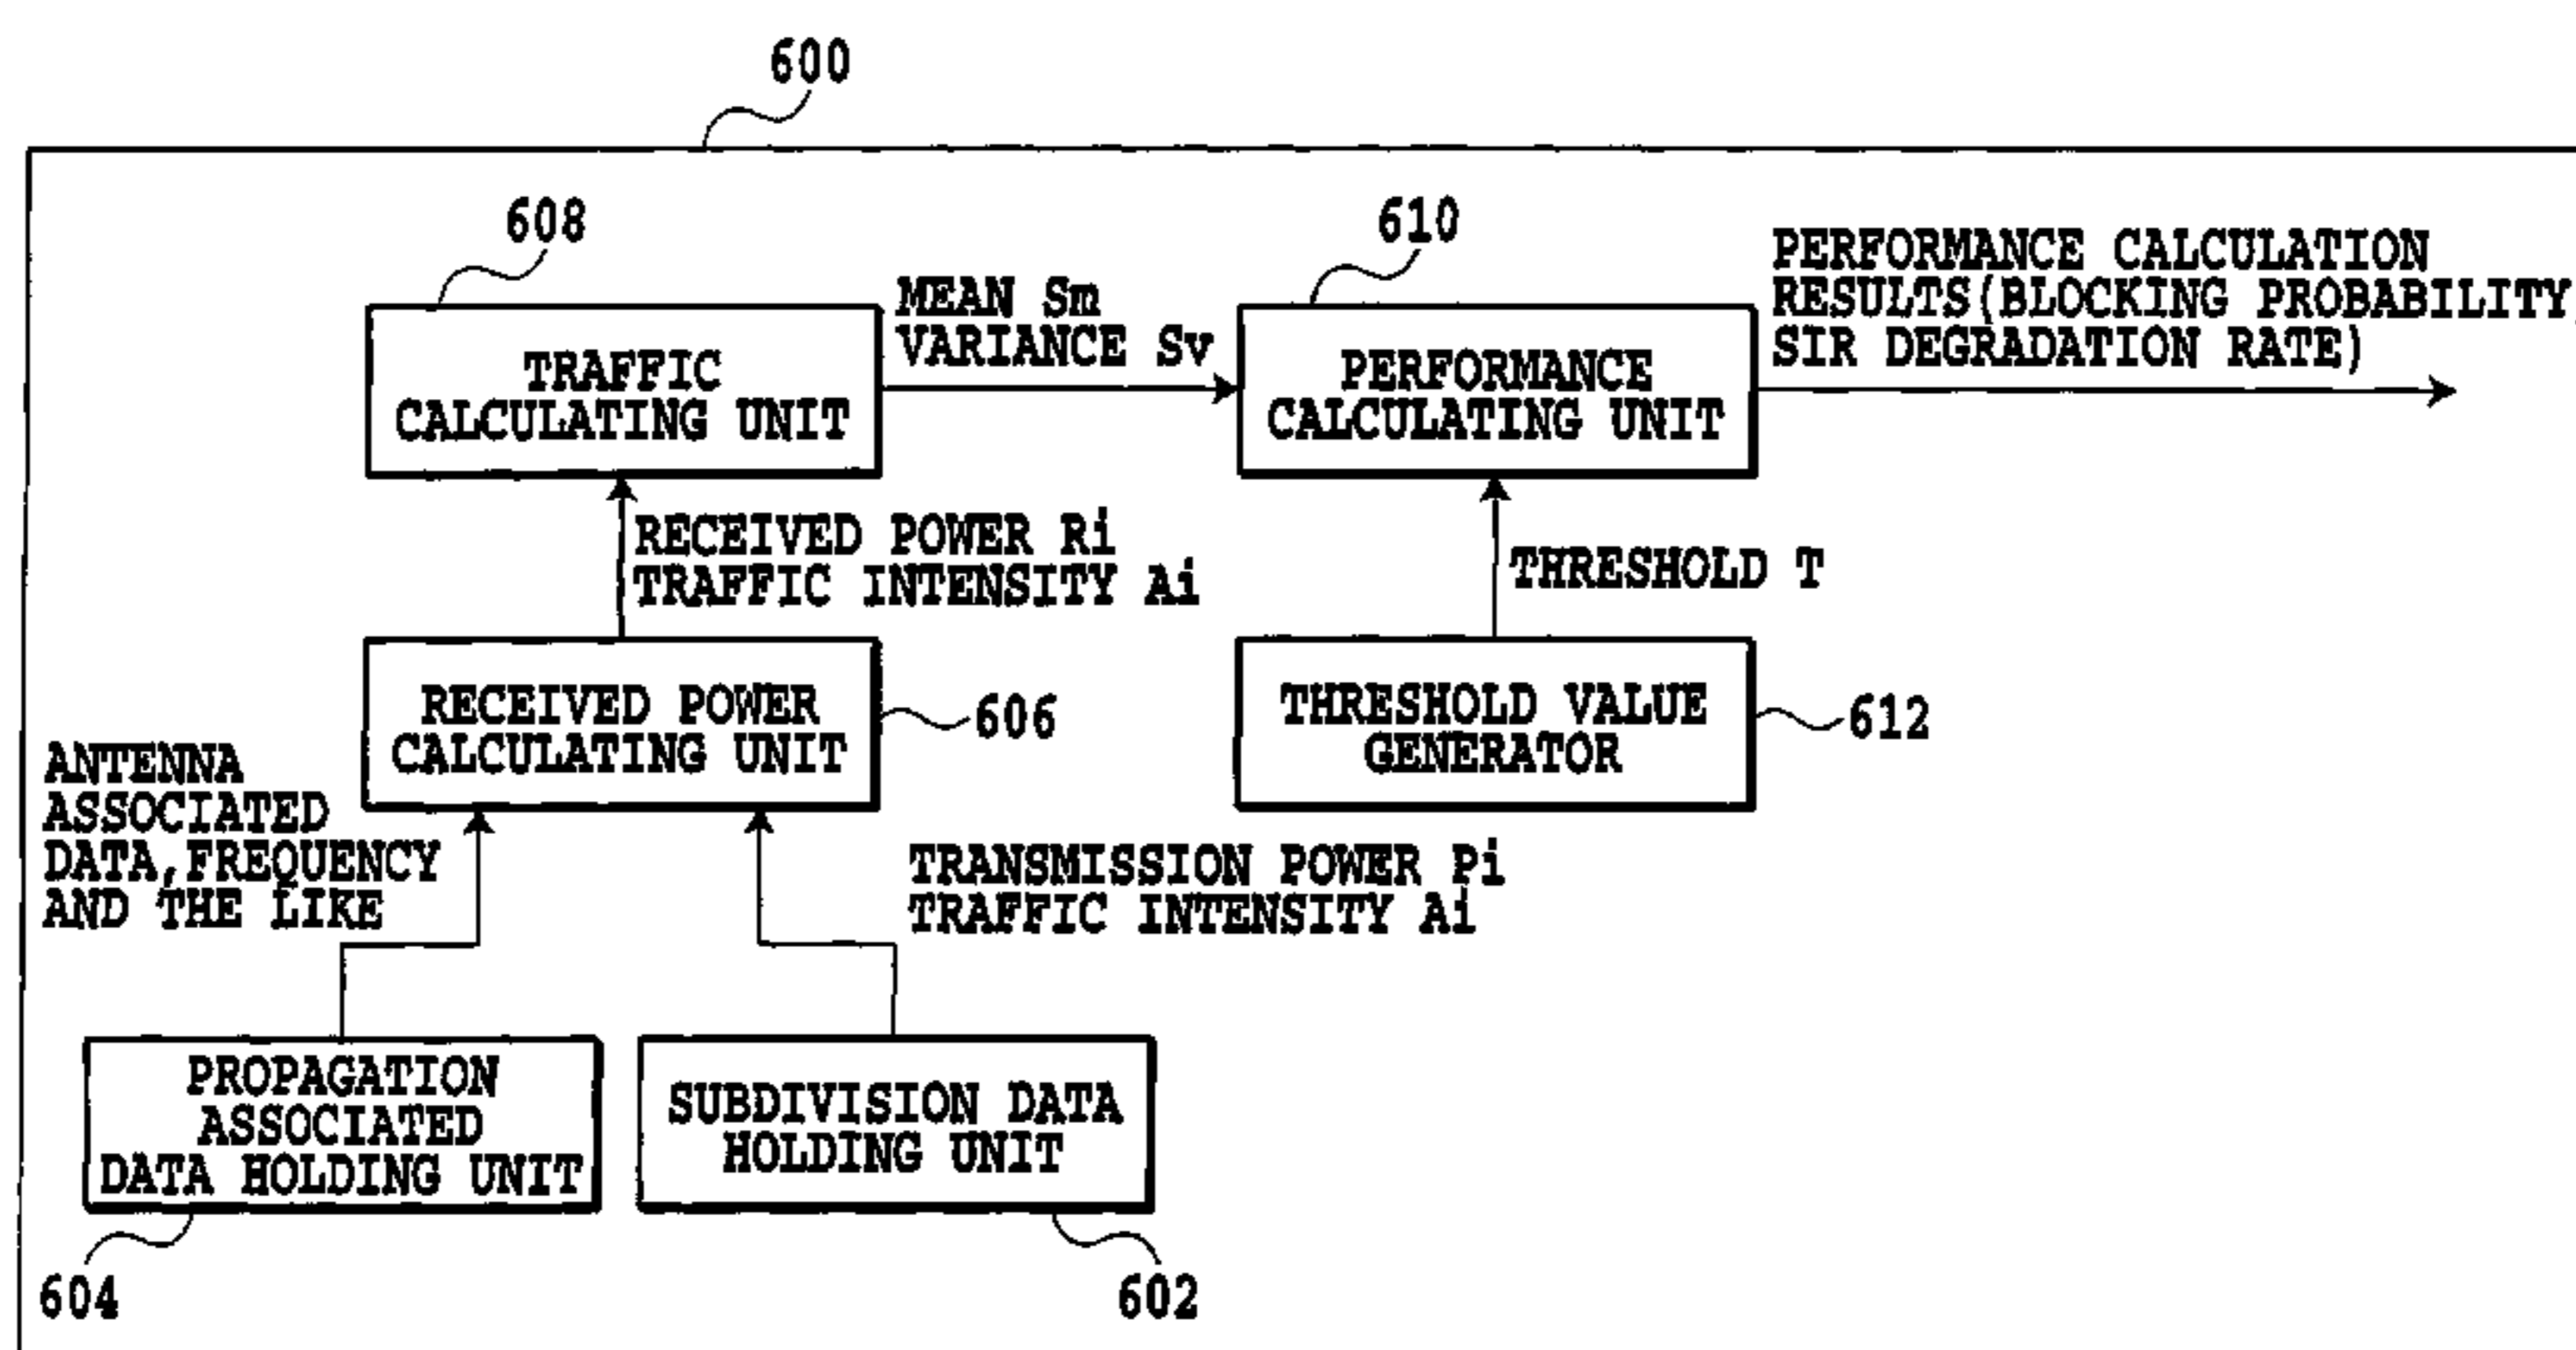 600
608
610
PERFORMANCE CALCULATION
RESULTS(BLOCKING PROBABILITY,
SIR DEGRADATION RATE)
MEAN Sm
VARIANCE Sv
TRAFFIC
CALCULATING UNIT
PERFORMANCE
CALCULATING UNIT
RECEIVED POWER Ri
TRAFFIC INTENSITY Ai
THRESHOLD T
RECEIVED POWER
CALCULATING UNIT
606
THRESHOLD VALUE
GENERATOR
612
ANTENNA
ASSOCIATED
DATA,FREQUENCY
AND THE LIKE
TRANSMISSION POWER Pi
TRAFFIC INTENSITY Ai
PROPAGATION
ASSOCIATED
DATA HOLDING UNIT
SUBDIVISION DATA
HOLDING UNIT
604
602